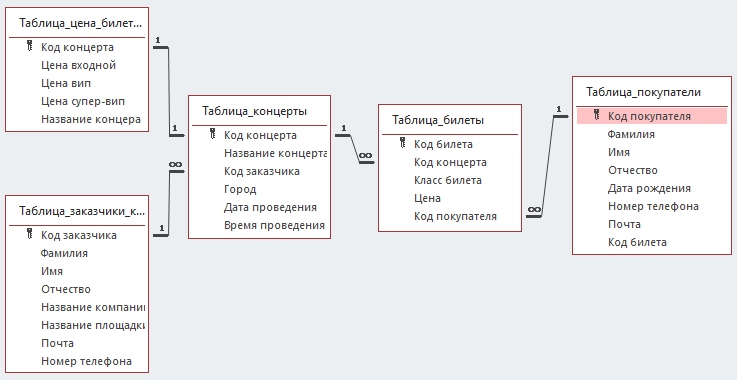 Таблица_цена_билет...
Код концерта
Цена входной
Цена вип
Цена супер-вип
Название концера
1
1
Таблица_заказчики_к...
Код заказчика
Фамилия
Имя
Отчество
Название компани
Название площадки
Почта
Номер телефона
1
∞
Таблица_концерты
Код концерта
Название концерта
Код заказчика
Город
Дата проведения
Время проведения
1
∞
Таблица_билеты
Код билета
Код концерта
Класс билета
Цена
Код покупателя
∞
1
Таблица_покупатели
Код покупателя
Фамилия
Имя
Отчество
Дата рождения
Номер телефона
Почта
Код билета